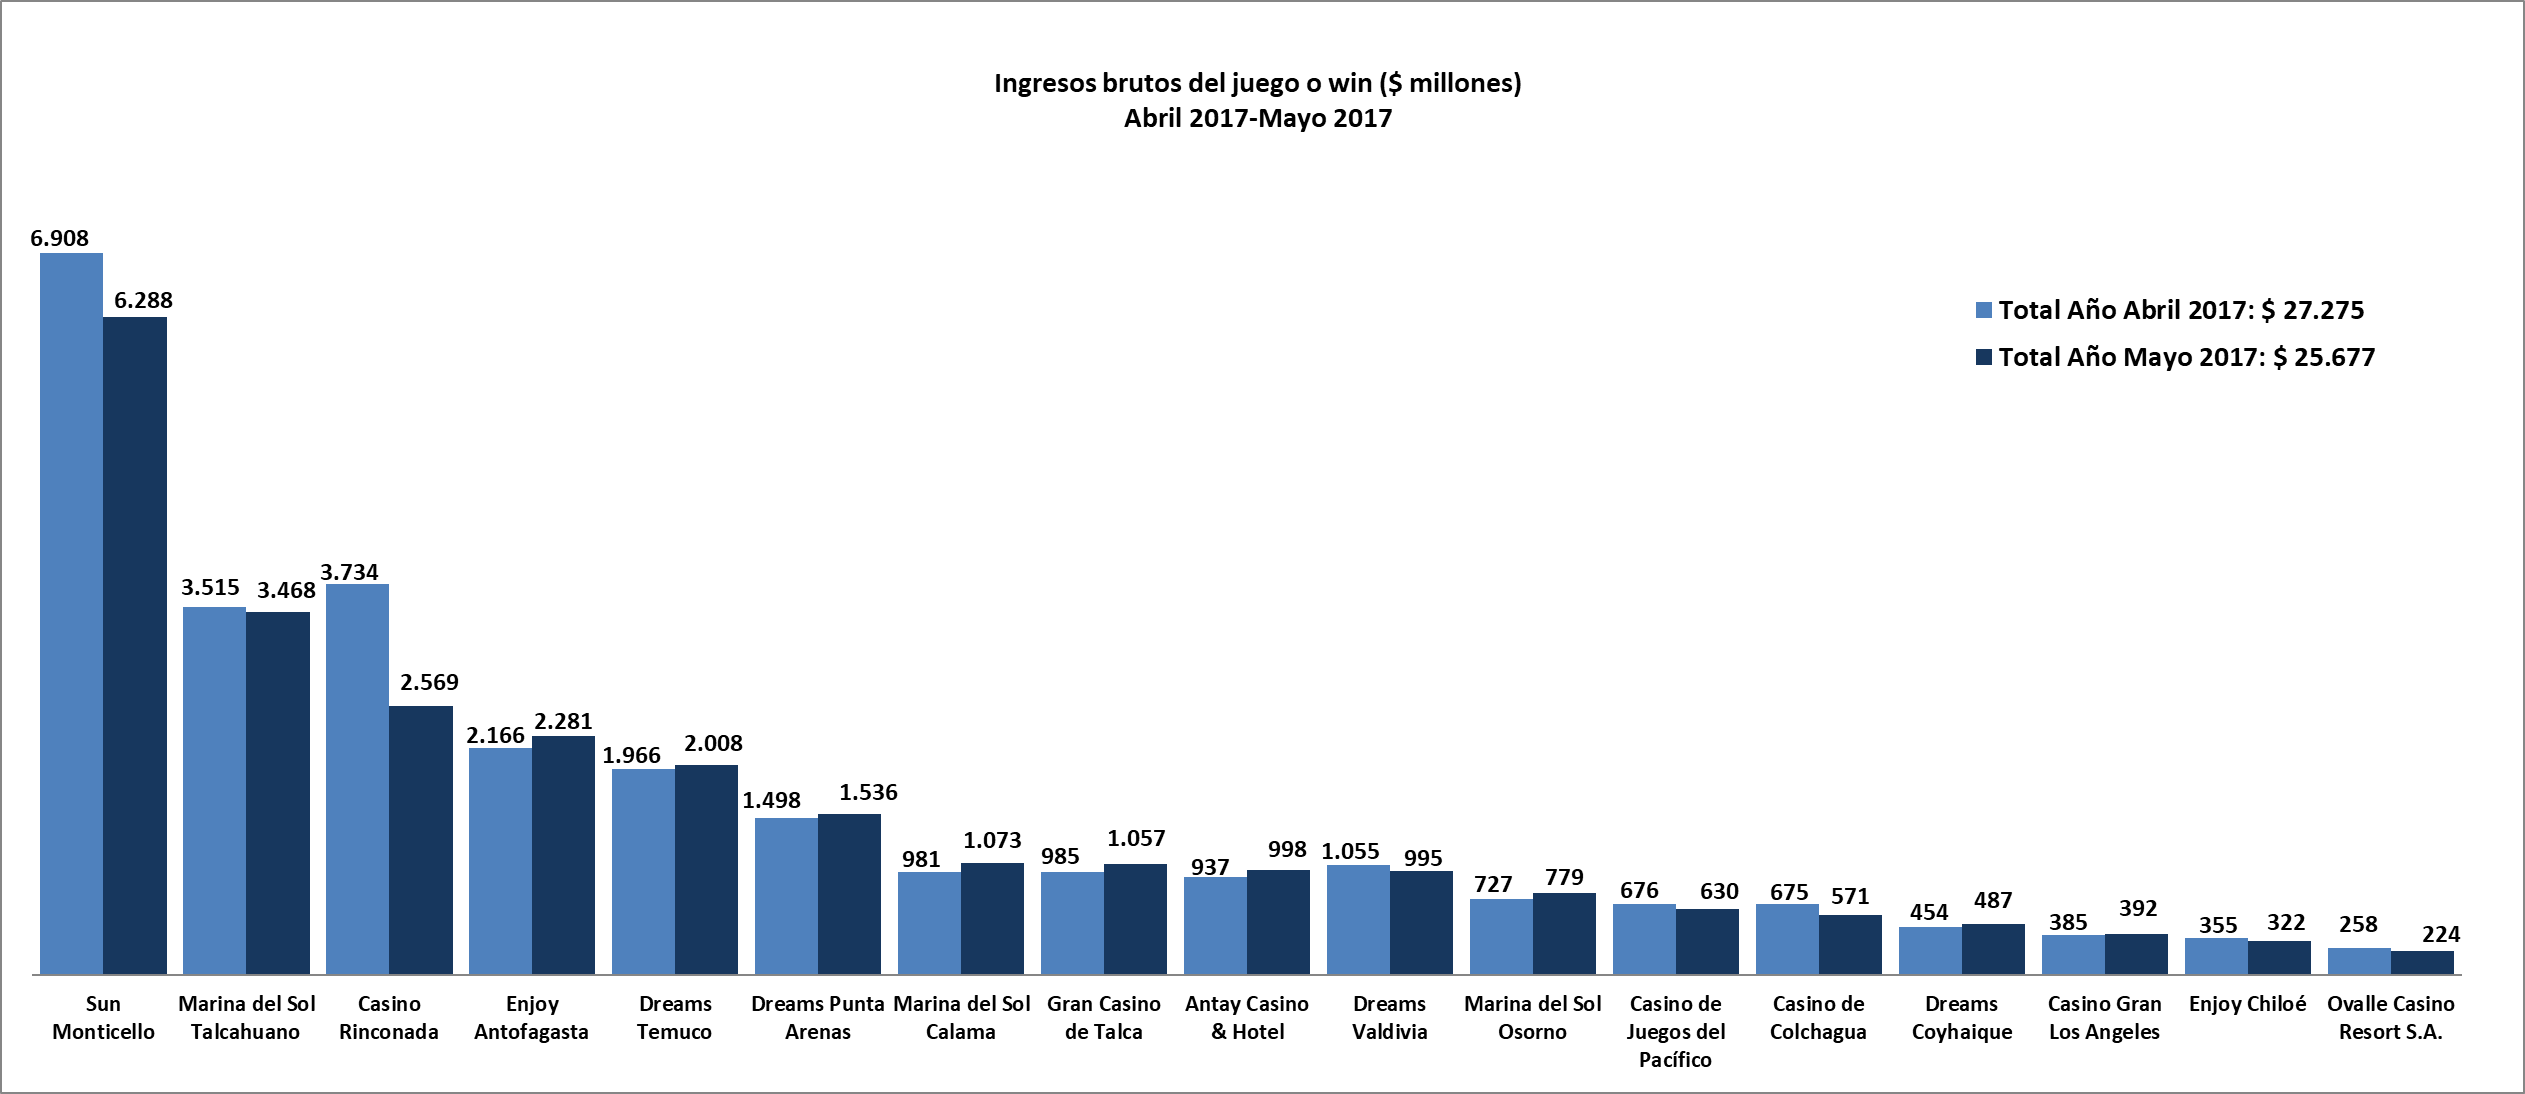 Ingresos brutos del juego o win ($ millones)
Abril 2017-Mayo 2017
Total Año Abril 2017: $ 27.275
Total Año Mayo 2017: $ 25.677
6.908
6.288
3.515
3.468
3.734
2.569
2.166
2.281
1.966
2.008
1.498
1.536
981
1.073
985
1.057
937
998
1.055
995
727
779
676
630
675
571
454
487
385
392
355
322
258
224
Sun
Monticello
Marina del Sol
Talcahuano
Casino
Rinconada
Enjoy
Antofagasta
Dreams
Temuco
Dreams Punta
Arenas
Marina del Sol
Calama
Gran Casino
de Talca
Antay Casino
& Hotel
Dreams
Valdivia
Marina del Sol
Osorno
Casino de
Juegos del
Pacífico
Casino de
Colchagua
Dreams
Coyhaique
Casino Gran
Los Angeles
Enjoy Chiloé
Ovalle Casino
Resort S.A.